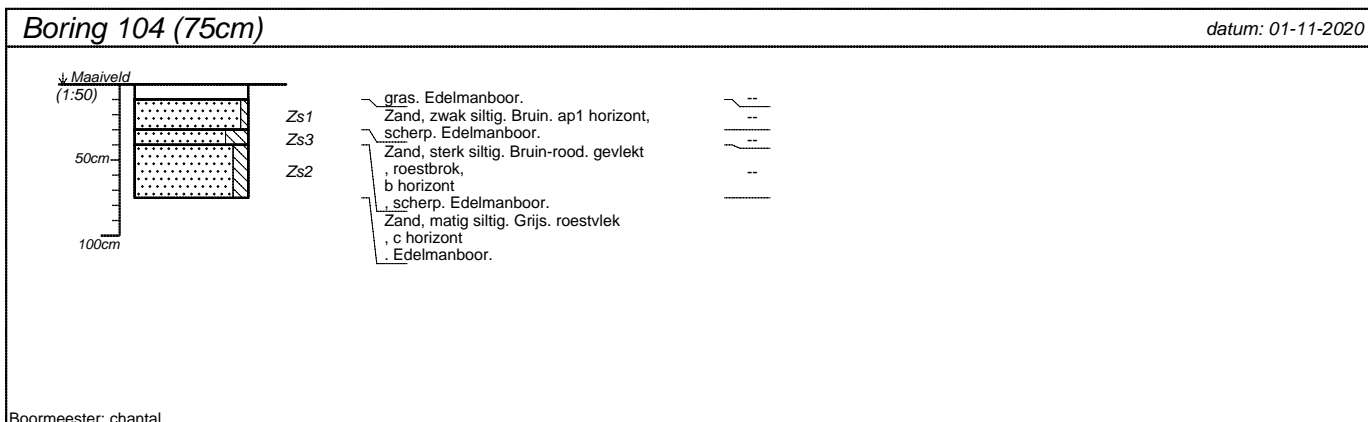 Boring 104 (75cm)
datum: 01-11-2020
Maaiveld
(1:50)
50cm
100cm
Zs1
Zs3
Zs2
gras. Edelmanboor.
Zand, zwak siltig. Bruin. ap1 horizont,
scherp. Edelmanboor.
Zand, sterk siltig. Bruin-rood. gevlekt
, roestbrok,
b horizont
, scherp. Edelmanboor.
Zand, matig siltig. Grijs. roestvlek
, c horizont
. Edelmanboor.
--
--
--
--
Boormeester: chantal